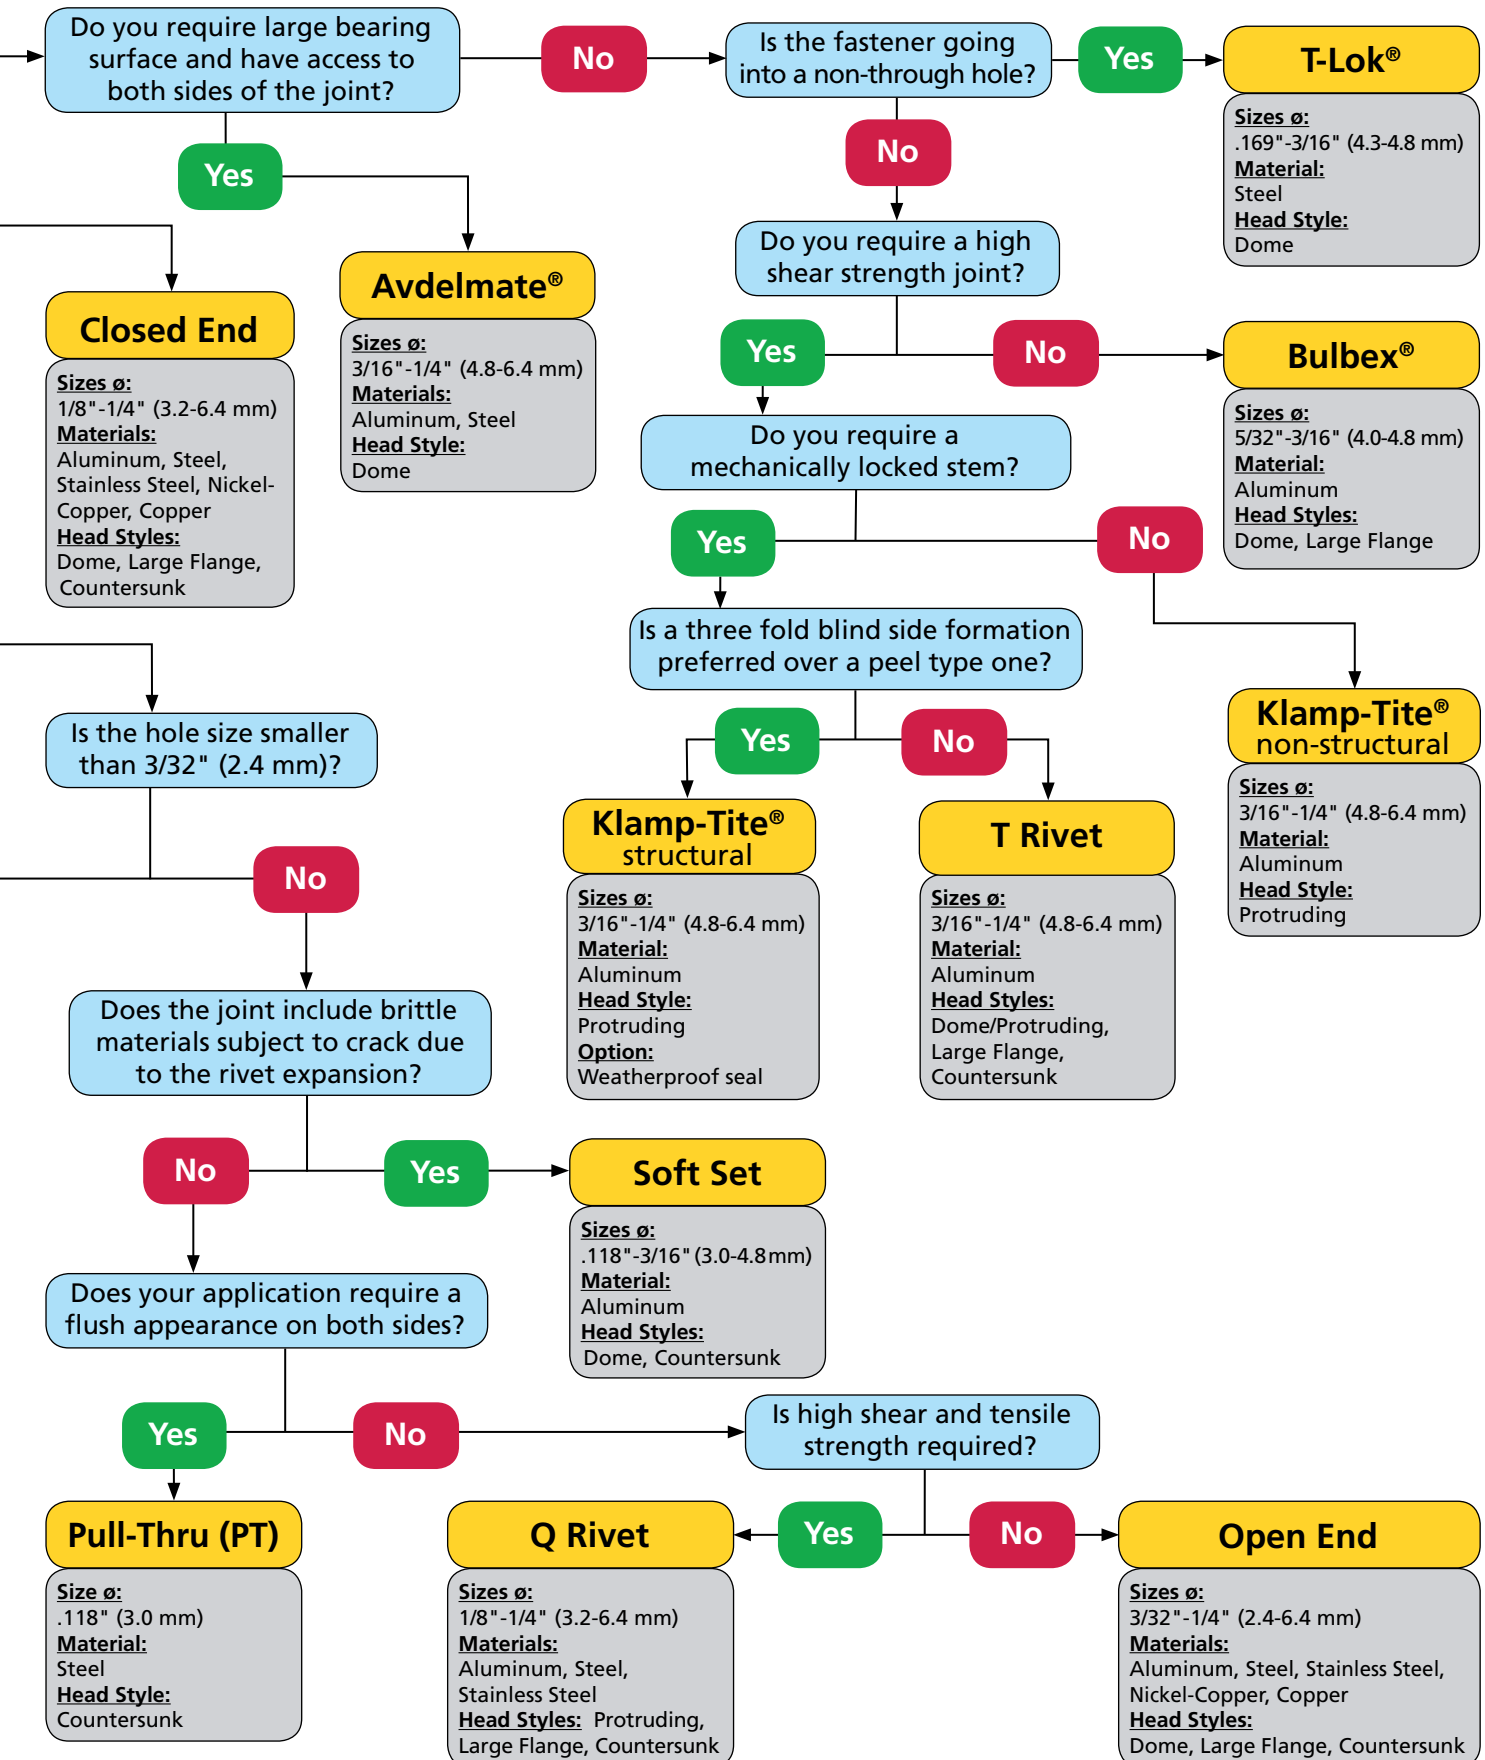 Do you require large bearing
surface and have access to
both sides of the joint?
No
Is the fastener going
into a non-through hole?
Yes
T-Lok®
Sizes ø:
.169"-3/16" (4.3-4.8 mm)
Material:
Steel
Head Style:
Dome
No
Yes
Do you require a high
shear strength joint?
Avdelmate®
Sizes ø:
3/16"-1/4" (4.8-6.4 mm)
Materials:
Aluminum, Steel
Head Style:
Dome
Closed End
Sizes ø:
1/8"-1/4" (3.2-6.4 mm)
Materials:
Aluminum, Steel,
Stainless Steel, Nickel-
Copper, Copper
Head Styles:
Dome, Large Flange,
Countersunk
Yes
No
Bulbex®
Sizes ø:
5/32"-3/16" (4.0-4.8 mm)
Material:
Aluminum
Head Styles:
Dome, Large Flange
Do you require a
mechanically locked stem?
Yes
No
Is a three fold blind side formation
preferred over a peel type one?
Klamp-Tite®
non-structural
Sizes ø:
3/16"-1/4" (4.8-6.4 mm)
Material:
Aluminum
Head Style:
Protruding
Yes
No
Is the hole size smaller
than 3/32" (2.4 mm)?
Klamp-Tite®
structural
Sizes ø:
3/16"-1/4" (4.8-6.4 mm)
Material:
Aluminum
Head Style:
Protruding
Option:
Weatherproof seal
T Rivet
Sizes ø:
3/16"-1/4" (4.8-6.4 mm)
Material:
Aluminum
Head Styles:
Dome/Protruding,
Large Flange,
Countersunk
No
Does the joint include brittle
materials subject to crack due
to the rivet expansion?
No
Yes
Soft Set
Sizes ø:
.118"-3/16" (3.0-4.8mm)
Material:
Aluminum
Head Styles:
Dome, Countersunk
Does your application require a
flush appearance on both sides?
Yes
No
Is high shear and tensile
strength required?
Yes
No
Pull-Thru (PT)
Size ø:
.118" (3.0 mm)
Material:
Steel
Head Style:
Countersunk
Q Rivet
Sizes ø:
1/8"-1/4" (3.2-6.4 mm)
Materials:
Aluminum, Steel,
Stainless Steel
Head Styles: Protruding,
Large Flange, Countersunk
Open End
Sizes ø:
3/32"-1/4" (2.4-6.4 mm)
Materials:
Aluminum, Steel, Stainless Steel,
Nickel-Copper, Copper
Head Styles:
Dome, Large Flange, Countersunk